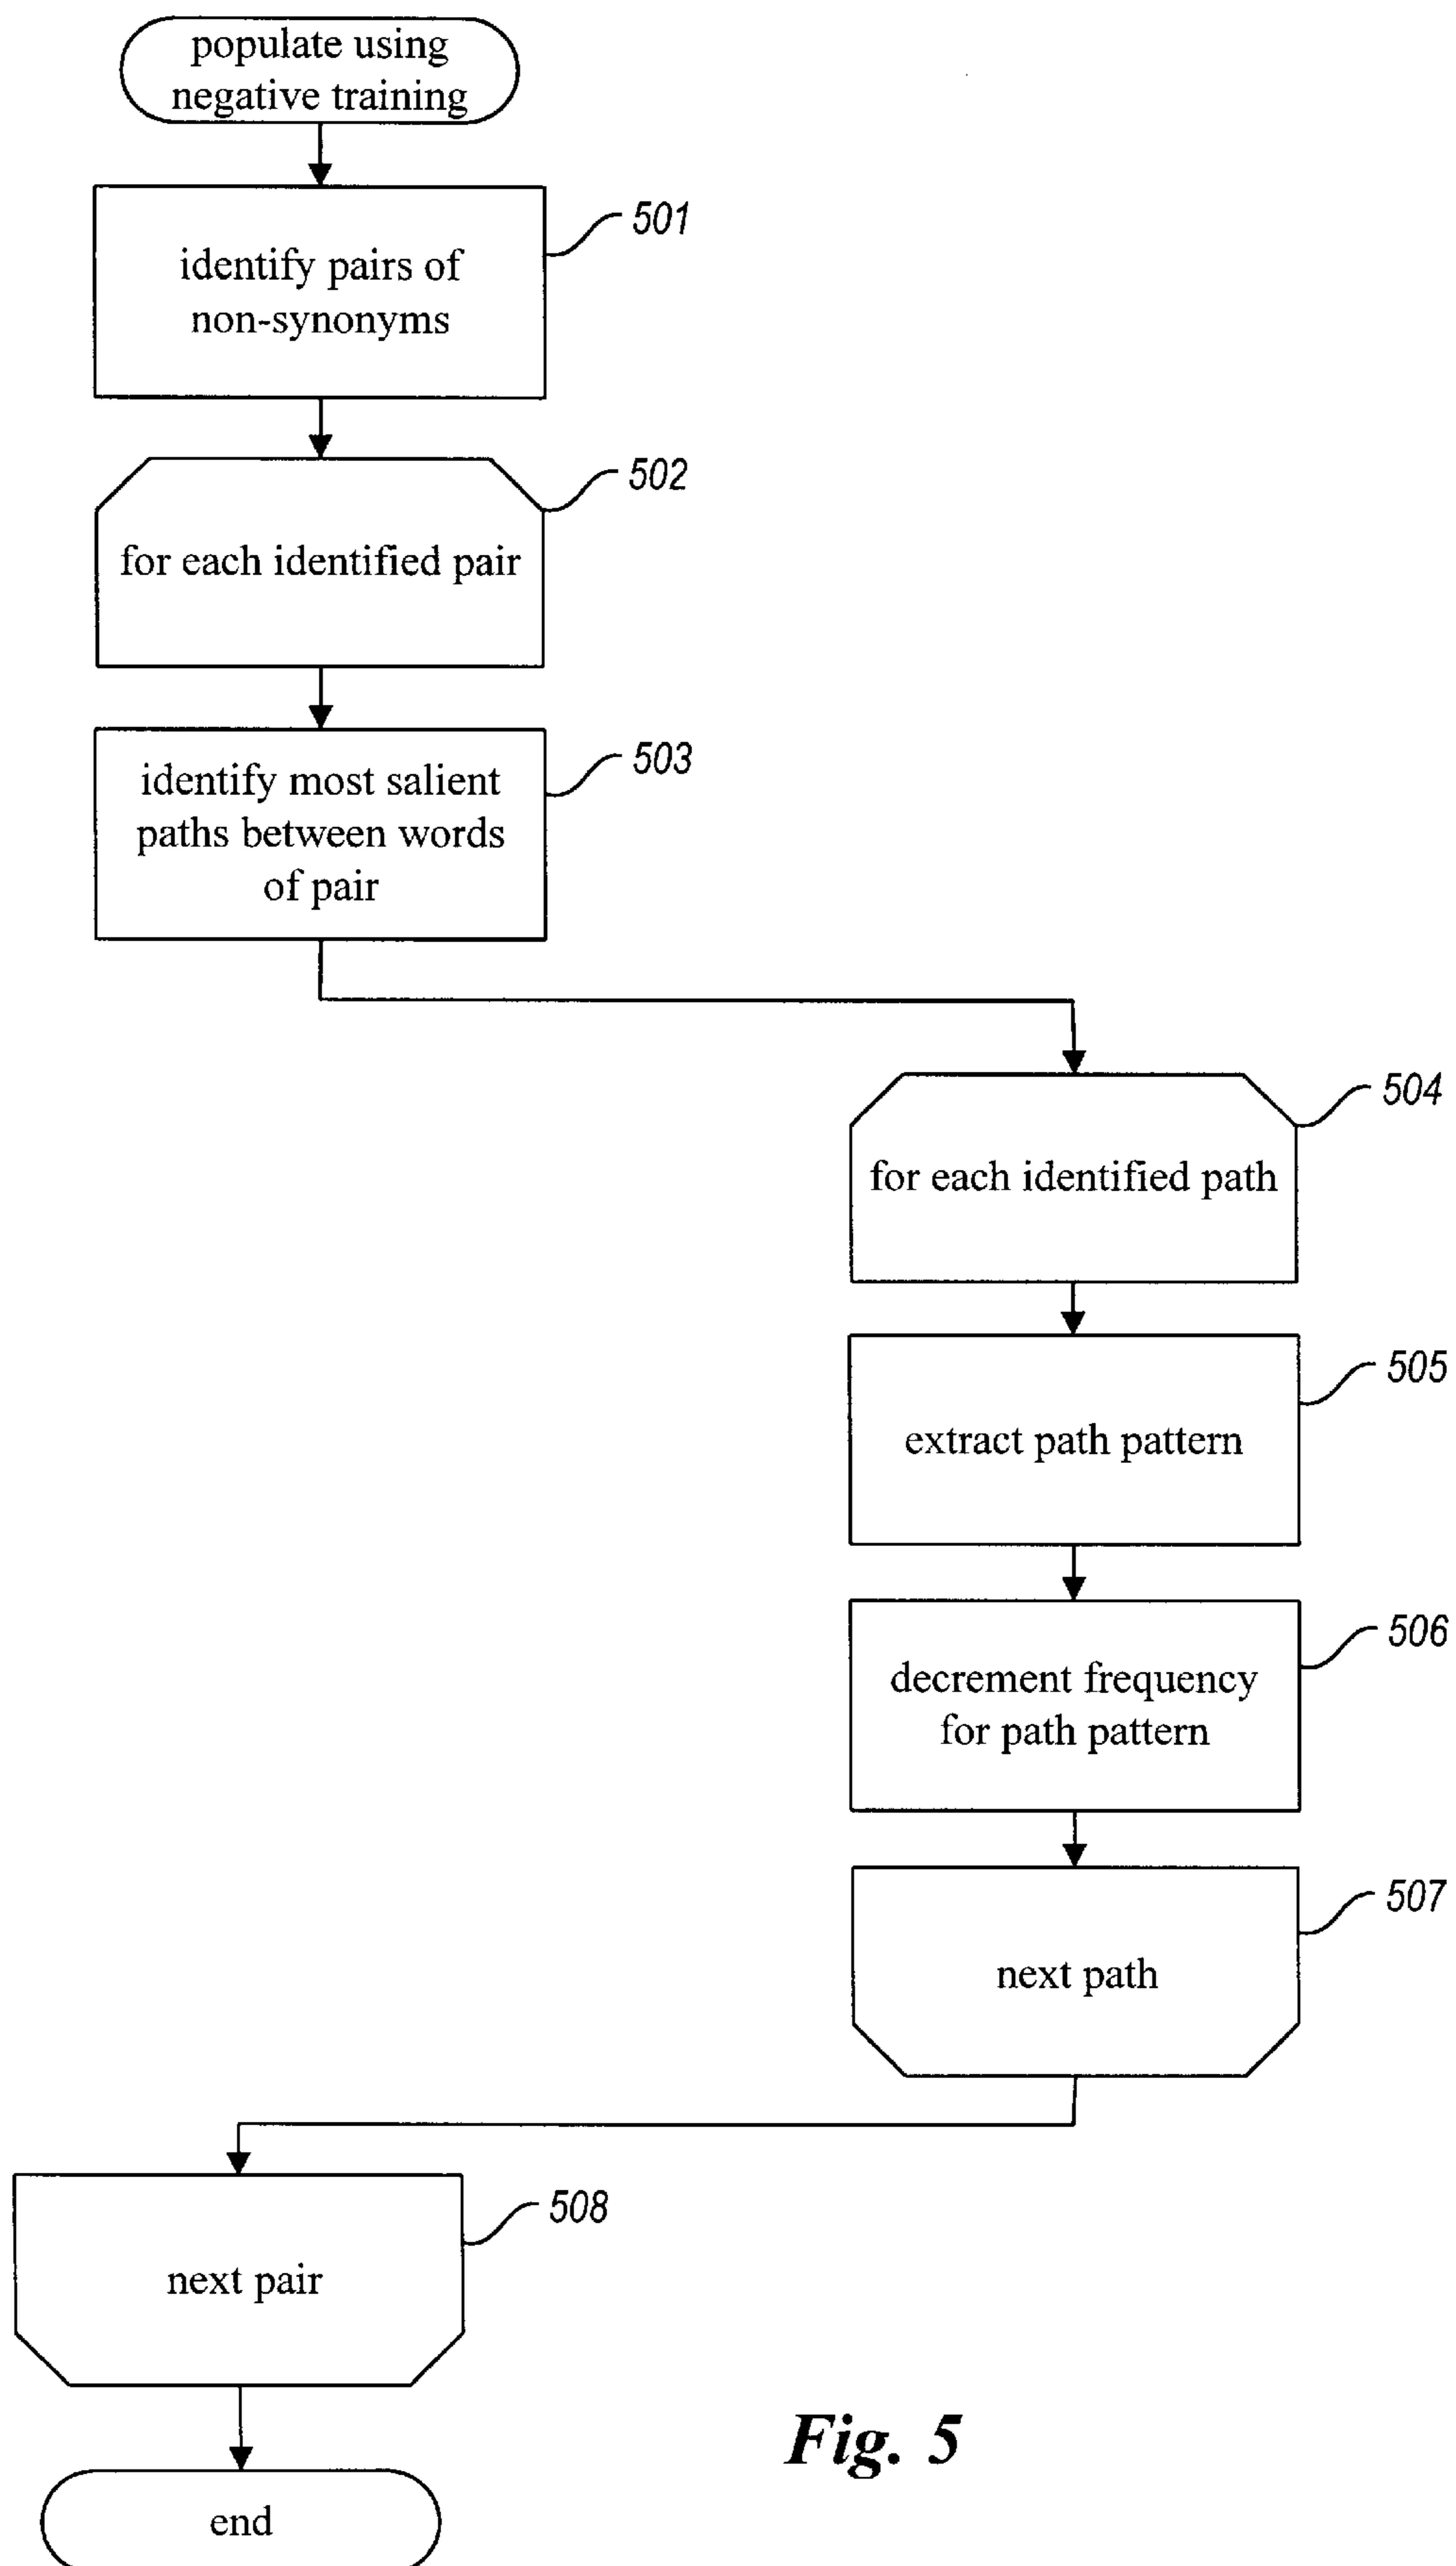 populate using
negative training
501
identify pairs of
non-synonyms
502
for each identified pair
503
identify most salient
paths between words
of pair
504
for each identified path
505
extract path pattern
506
decrement frequency
for path pattern
507
next path
508
next pair
Fig. 5
end